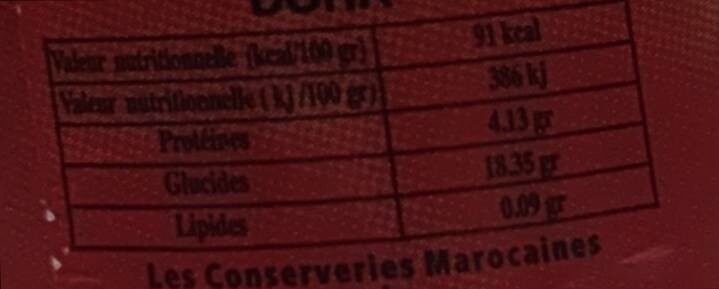 DOHA
Valeur nutritionnelle (kcal/100 gr) 91 kcal
Valeur nutritionnelle ( kj /100 gr) 386 kj
Protéines 4.13 gr
Glucides 18.35 gr
Lipides 0.09 gr
Les Conserveries Marocaines